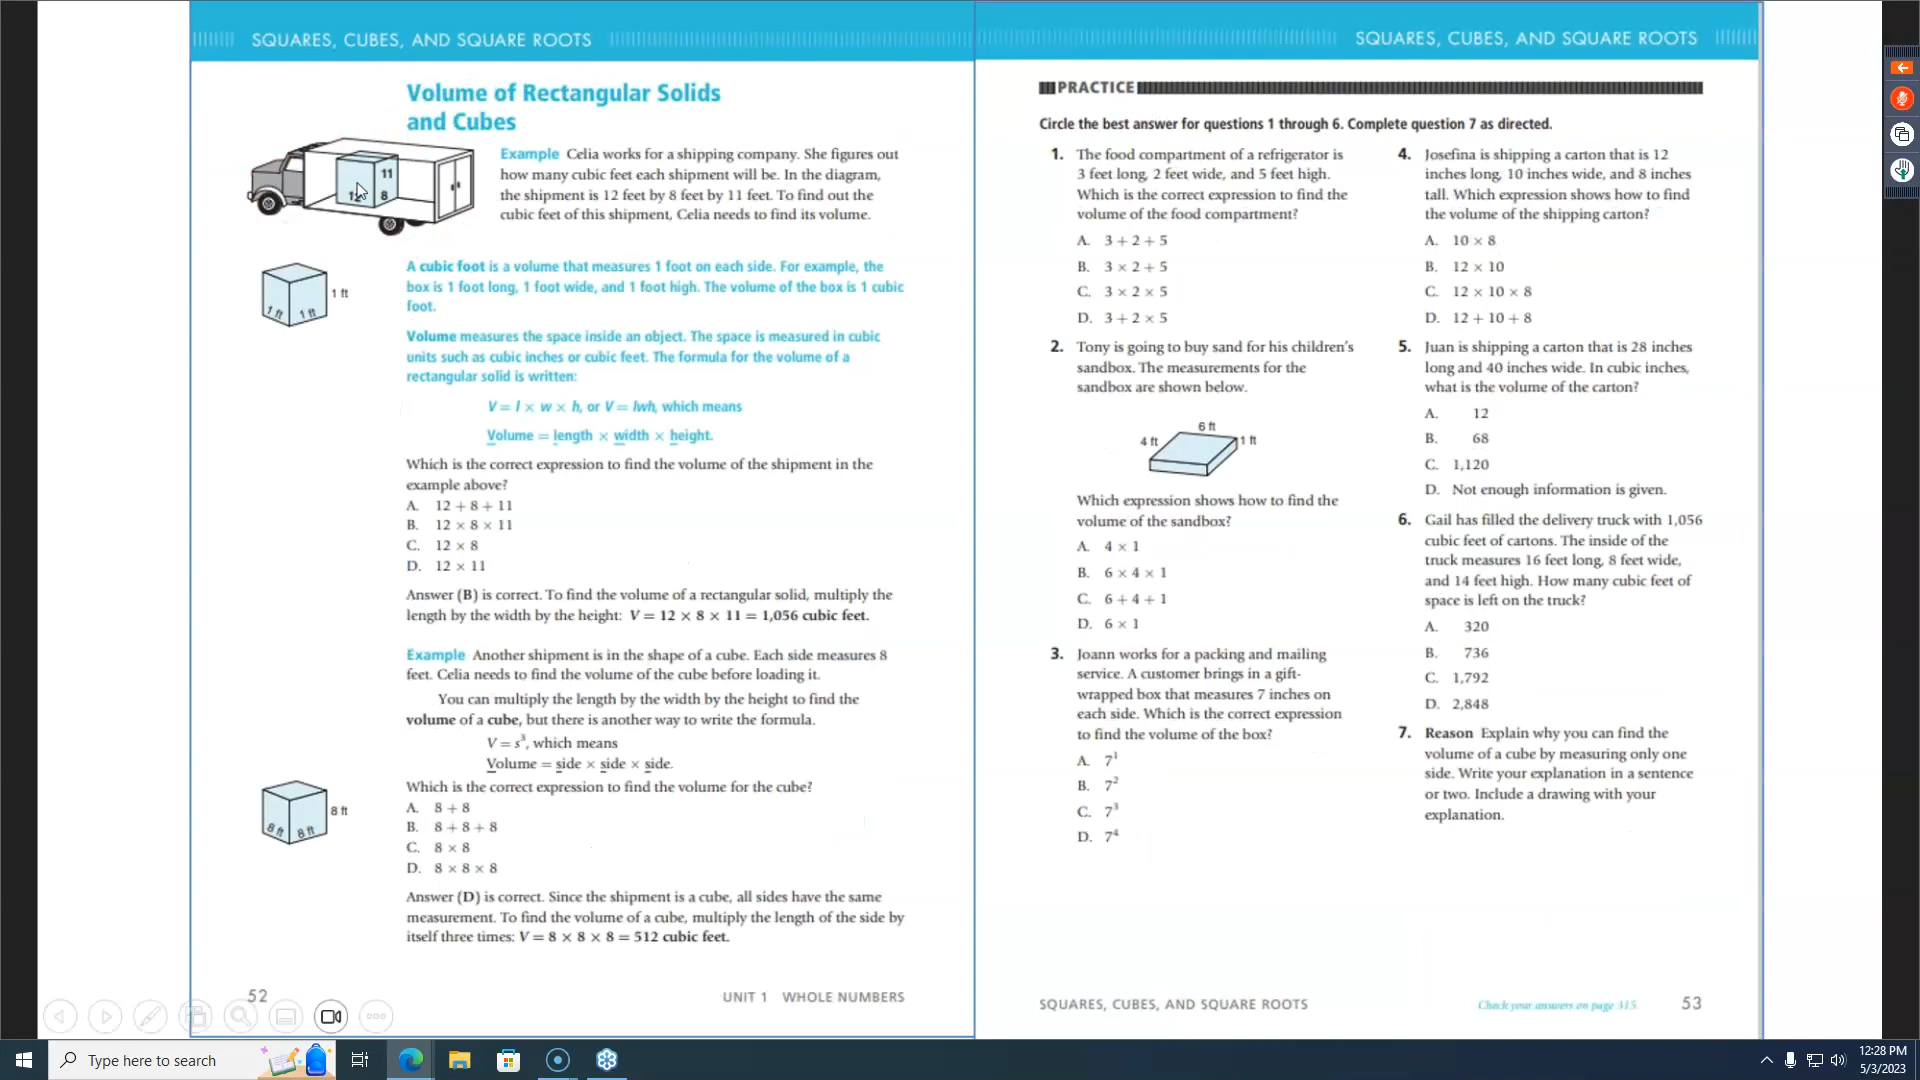 SQUARES, CUBES, AND SQUARE ROOTS
Volume of Rectangular Solids
and Cubes
11
8
Example Celia works for a shipping company. She figures out
how many cubic feet each shipment will be. In the diagram,
the shipment is 12 feet by 8 feet by 11 feet. To find out the
cubic feet of this shipment, Celia needs to find its volume.
1 ft
1 ft 1 ft
A cubic foot is a volume that measures 1 foot on each side. For example, the
box is 1 foot long, 1 foot wide, and 1 foot high. The volume of the box is 1 cubic
foot.
Volume measures the space inside an object. The space is measured in cubic
units such as cubic inches or cubic feet. The formula for the volume of a
rectangular solid is written:
V = l × w × h, or V = lwh, which means
Volume = length × width × height.
Which is the correct expression to find the volume of the shipment in the
example above?
A. 12 + 8 + 11
B. 12 × 8 × 11
C. 12 × 8
D. 12 × 11
Answer (B) is correct. To find the volume of a rectangular solid, multiply the
length by the width by the height: V = 12 × 8 × 11 = 1,056 cubic feet.
Example Another shipment is in the shape of a cube. Each side measures 8
feet. Celia needs to find the volume of the cube before loading it.
You can multiply the length by the width by the height to find the
volume of a cube, but there is another way to write the formula.
V = s³, which means
Volume = side × side × side.
Which is the correct expression to find the volume for the cube?
8 ft
8 ft 8 ft
A. 8 + 8
B. 8 + 8 + 8
C. 8 × 8
D. 8 × 8 × 8
Answer (D) is correct. Since the shipment is a cube, all sides have the same
measurement. To find the volume of a cube, multiply the length of the side by
itself three times: V = 8 × 8 × 8 = 512 cubic feet.
52
UNIT 1 WHOLE NUMBERS
SQUARES, CUBES, AND SQUARE ROOTS
PRACTICE
Circle the best answer for questions 1 through 6. Complete question 7 as directed.
1. The food compartment of a refrigerator is
3 feet long, 2 feet wide, and 5 feet high.
Which is the correct expression to find the
volume of the food compartment?
A. 3 + 2 + 5
B. 3 × 2 + 5
C. 3 × 2 × 5
D. 3 + 2 × 5
2. Tony is going to buy sand for his children's
sandbox. The measurements for the
sandbox are shown below.
6 ft
4 ft 1 ft
Which expression shows how to find the
volume of the sandbox?
A. 4 × 1
B. 6 × 4 × 1
C. 6 + 4 + 1
D. 6 × 1
3. Joann works for a packing and mailing
service. A customer brings in a gift-
wrapped box that measures 7 inches on
each side. Which is the correct expression
to find the volume of the box?
A. 7¹
B. 7²
C. 7³
D. 7⁴
4. Josefina is shipping a carton that is 12
inches long, 10 inches wide, and 8 inches
tall. Which expression shows how to find
the volume of the shipping carton?
A. 10 × 8
B. 12 × 10
C. 12 × 10 × 8
D. 12 + 10 + 8
5. Juan is shipping a carton that is 28 inches
long and 40 inches wide. In cubic inches,
what is the volume of the carton?
A. 12
B. 68
C. 1,120
D. Not enough information is given.
6. Gail has filled the delivery truck with 1,056
cubic feet of cartons. The inside of the
truck measures 16 feet long, 8 feet wide,
and 14 feet high. How many cubic feet of
space is left on the truck?
A. 320
B. 736
C. 1,792
D. 2,848
7. Reason Explain why you can find the
volume of a cube by measuring only one
side. Write your explanation in a sentence
or two. Include a drawing with your
explanation.
SQUARES, CUBES, AND SQUARE ROOTS
Check your answers on page 315.
53
Type here to search
12:28 PM
5/3/2023